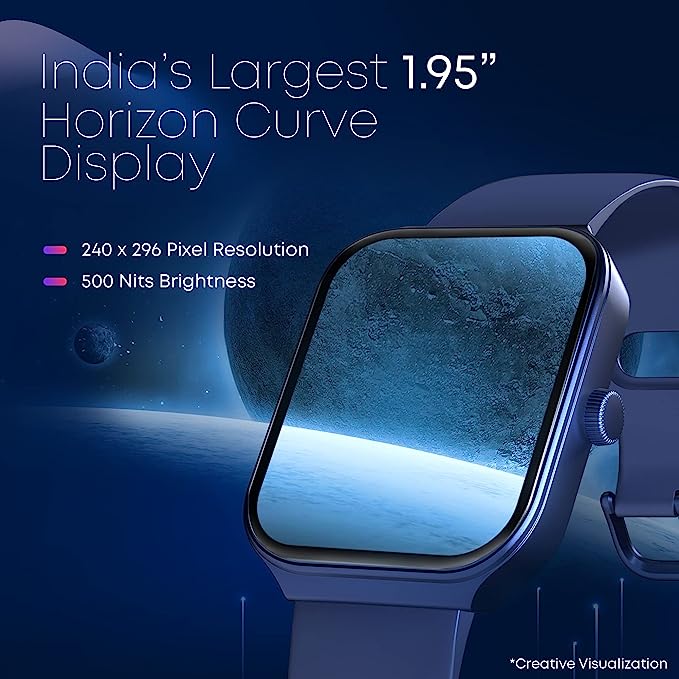 India's Largest 1.95”
Horizon Curve
Display
240 x 296 Pixel Resolution
500 Nits Brightness
*Creative Visualization